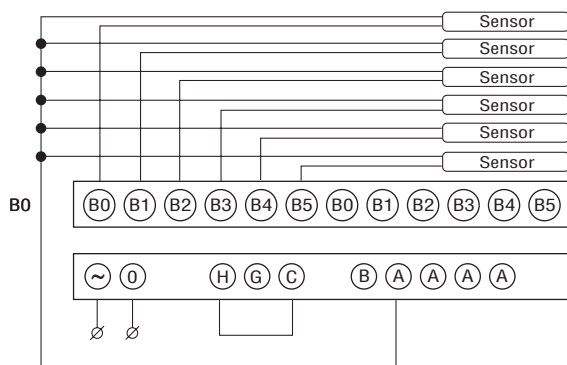 Sensor
Sensor
Sensor
Sensor
Sensor
Sensor
B0
B0 B1 B2 B3 B4 B5 B0 B1 B2 B3 B4 B5
~ 0 H G C B A A A A